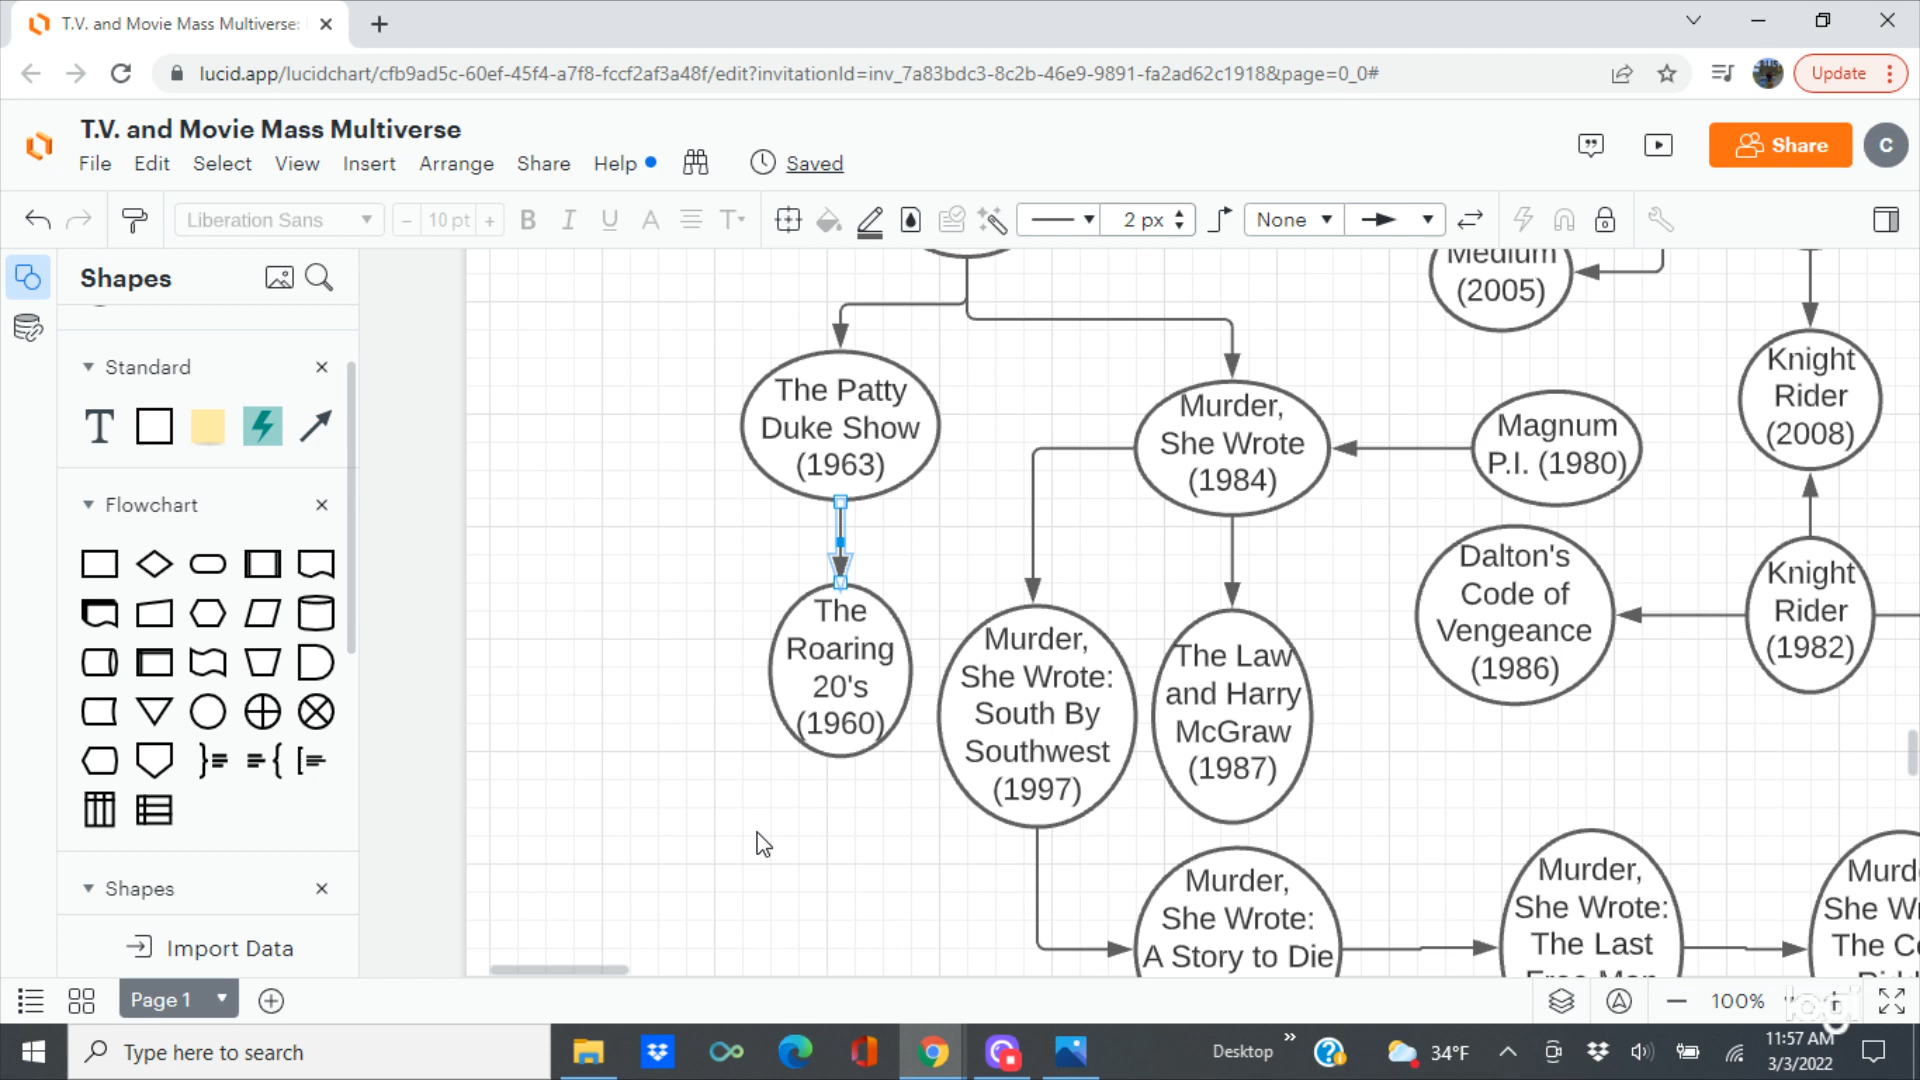 T.V. and Movie Mass Multiverse:
lucid.app/lucidchart/cfb9ad5c-60ef-45f4-a7f8-fccf2af3a48f/edit?invitationId=inv_7a83bdc3-8c2b-46e9-9891-fa2ad62c1918&page=0_0#
Update
T.V. and Movie Mass Multiverse
File Edit Select View Insert Arrange Share Help
Saved
Share
C
Liberation Sans
10 pt
B I U A T
2 px
None
Shapes
Standard
T
Flowchart
Shapes
Import Data
Medium
(2005)
The Patty
Duke Show
(1963)
Murder,
She Wrote
(1984)
Magnum
P.I. (1980)
Knight
Rider
(2008)
Dalton's
Code of
Vengeance
(1986)
Knight
Rider
(1982)
The
Roaring
20's
(1960)
Murder,
She Wrote:
South By
Southwest
(1997)
The Law
and Harry
McGraw
(1987)
Murder,
She Wrote:
A Story to Die
Murder,
She Wrote:
The Last
Free Man
Page 1
100%
logi
Type here to search
Desktop
34°F
11:57 AM
3/3/2022